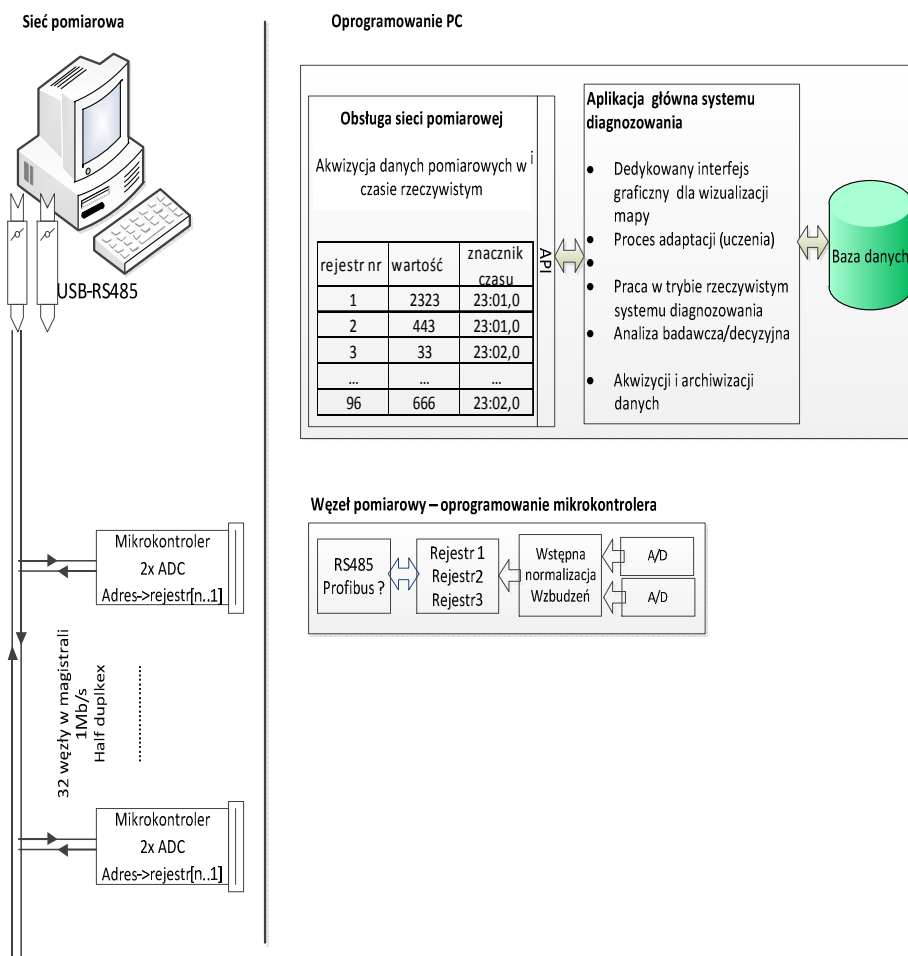 Sieć pomiarowa
USB-RS485
Mikrokontroler
2x ADC
Adres->rejestr[n..1]
32 węzły w magistrali
1Mb/s
Half duplkex
Mikrokontroler
2x ADC
Adres->rejestr[n..1]
Oprogramowanie PC
Obsługa sieci pomiarowej
Akwizycja danych pomiarowych w i
czasie rzeczywistym
rejestr nr wartość znacznik
czasu
1 2323 23:01,0
2 443 23:01,0
3 33 23:02,0
... ... ...
96 666 23:02,0
API
Aplikacja główna systemu
diagnozowania
• Dedykowany interfejs
graficzny dla wizualizacji
mapy
• Proces adaptacji (uczenia)
•
• Praca w trybie rzeczywistym
systemu diagnozowania
• Analiza badawcza/decyzyjna
• Akwizycji i archiwizacji
danych
Baza danych
Węzeł pomiarowy – oprogramowanie mikrokontrolera
RS485
Profibus ?
Rejestr 1
Rejestr2
Rejestr3
Wstępna
normalizacja
Wzbudzeń
A/D
A/D